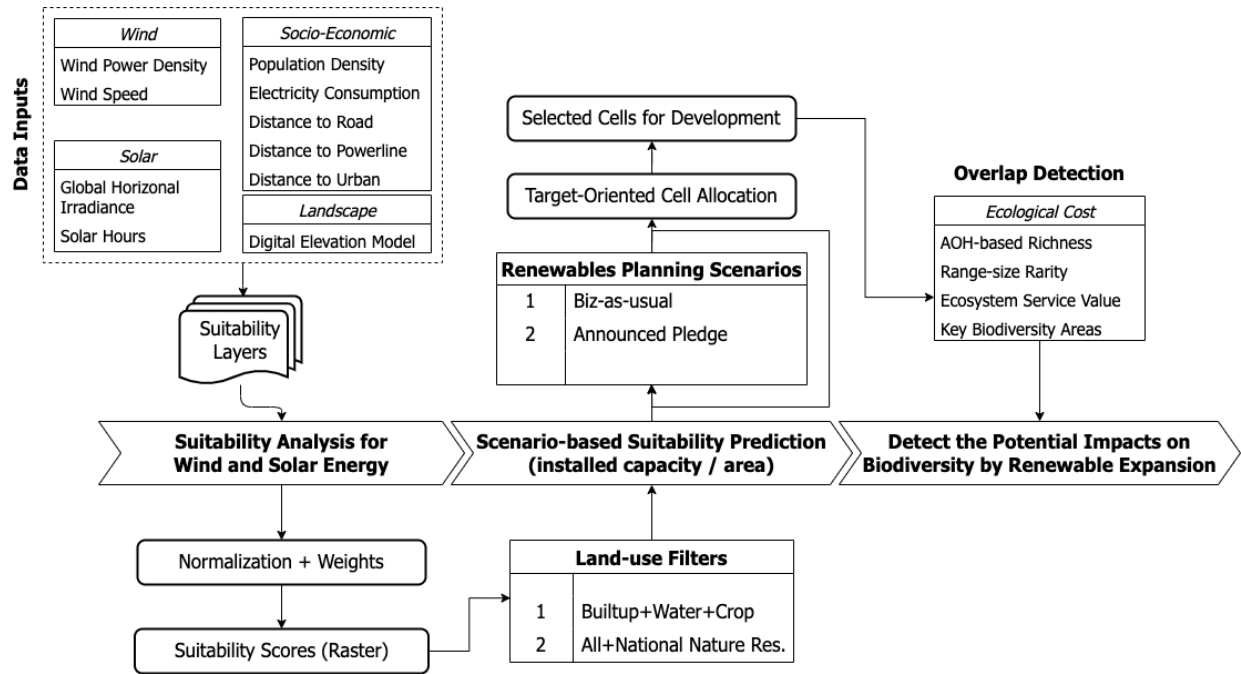 Data Inputs
Wind
Wind Power Density
Wind Speed
Solar
Global Horizonal
Irradiance
Solar Hours
Socio-Economic
Population Density
Electricity Consumption
Distance to Road
Distance to Powerline
Distance to Urban
Landscape
Digital Elevation Model
Suitability
Layers
Suitability Analysis for
Wind and Solar Energy
Normalization + Weights
Suitability Scores (Raster)
Selected Cells for Development
Target-Oriented Cell Allocation
Renewables Planning Scenarios
1 Biz-as-usual
2 Announced Pledge
Scenario-based Suitability Prediction
(installed capacity / area)
Land-use Filters
1 Builtup+Water+Crop
2 All+National Nature Res.
Overlap Detection
Ecological Cost
AOH-based Richness
Range-size Rarity
Ecosystem Service Value
Key Biodiversity Areas
Detect the Potential Impacts on
Biodiversity by Renewable Expansion